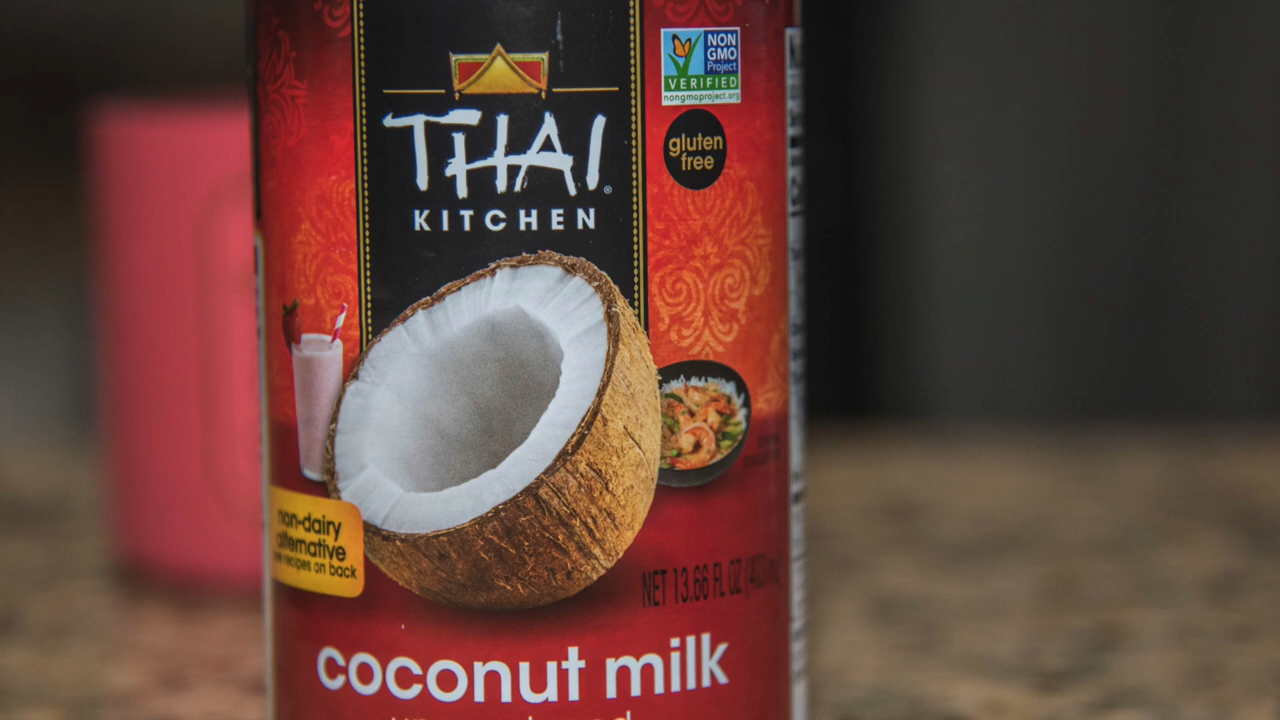 NON
GMO
Project
VERIFIED
nongmoproject.org
THAI®
KITCHEN
gluten
free
non-dairy
alternative
recipes on back
NET 13.66 FL OZ
coconut milk